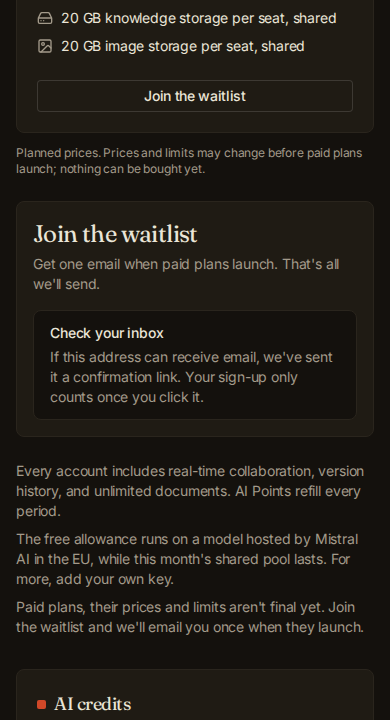 20 GB knowledge storage per seat, shared
20 GB image storage per seat, shared
Join the waitlist
Planned prices. Prices and limits may change before paid plans
launch; nothing can be bought yet.
Join the waitlist
Get one email when paid plans launch. That's all
we'll send.
Check your inbox
If this address can receive email, we've sent
it a confirmation link. Your sign-up only
counts once you click it.
Every account includes real-time collaboration, version
history, and unlimited documents. AI Points refill every
period.
The free allowance runs on a model hosted by Mistral
AI in the EU, while this month's shared pool lasts. For
more, add your own key.
Paid plans, their prices and limits aren't final yet. Join
the waitlist and we'll email you once when they launch.
AI credits